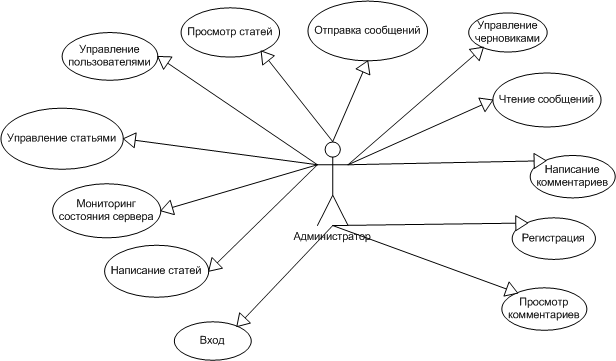 Просмотр статей
Отправка сообщений
Управление
черновиками
Управление
пользователями
Чтение сообщений
Управление статьями
Написание
комментариев
Мониторинг
состояния сервера
Администратор
Регистрация
Написание статей
Просмотр
комментариев
Вход